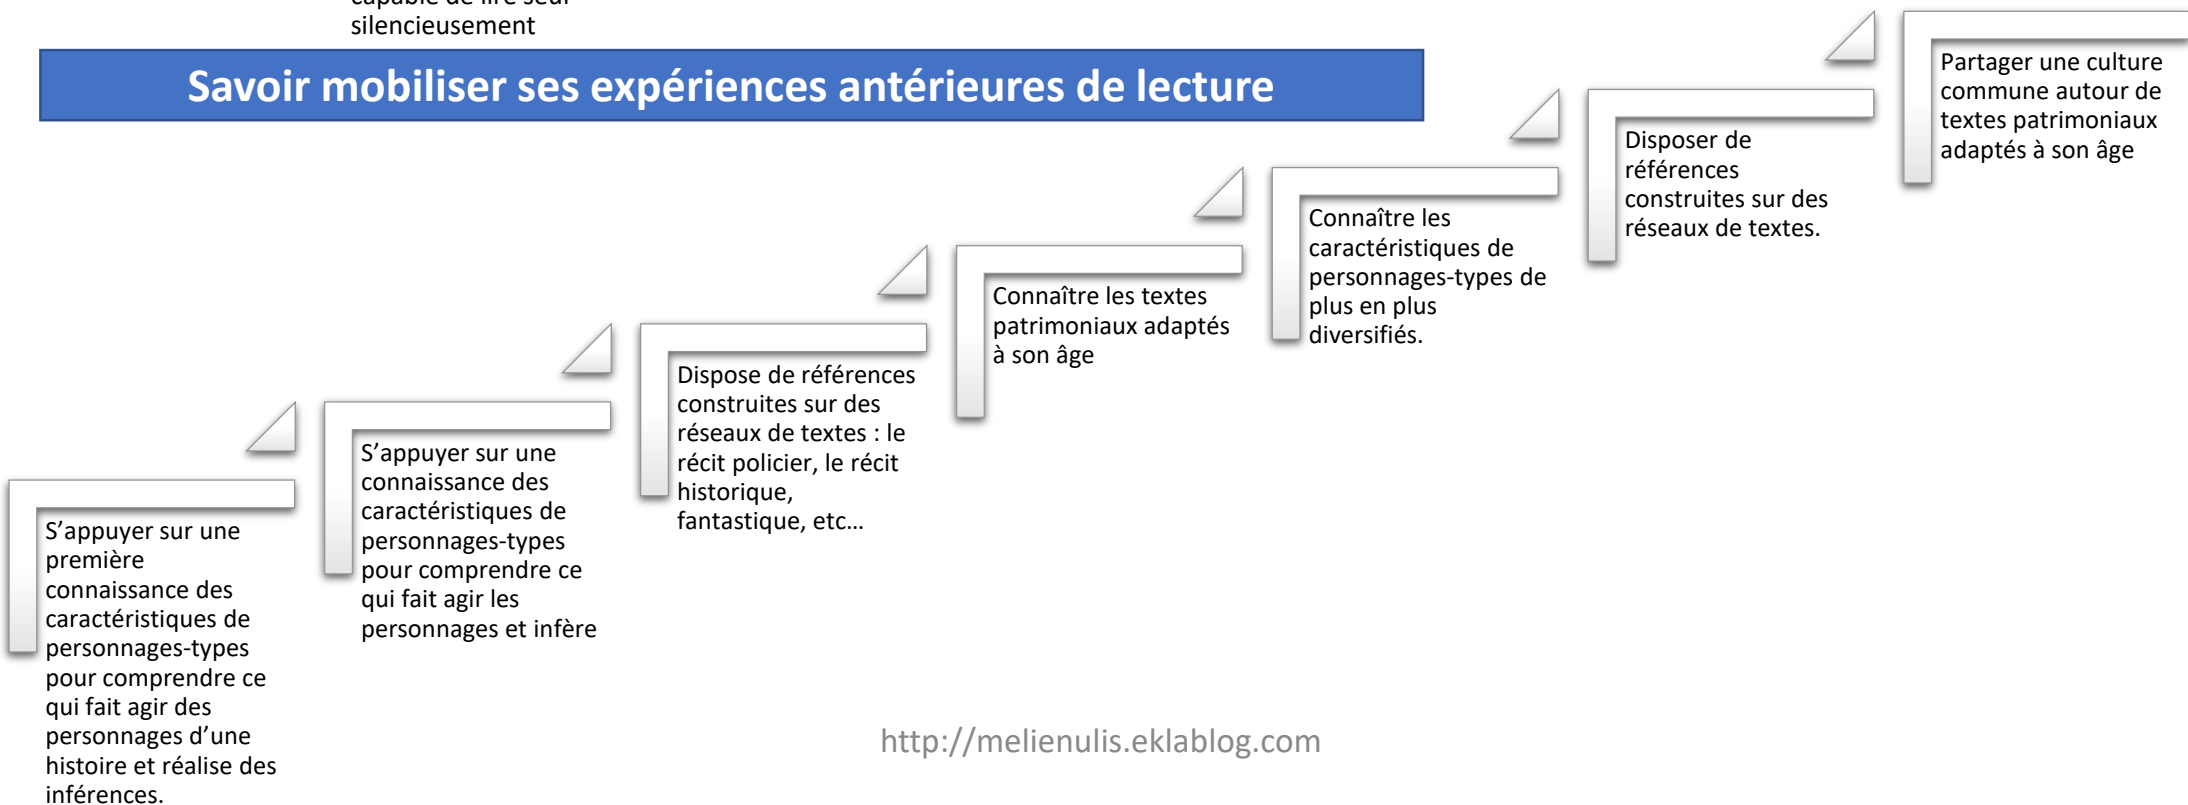 silencieusement
Savoir mobiliser ses expériences antérieures de lecture
S’appuyer sur une
première
connaissance des
caractéristiques de
personnages-types
pour comprendre ce
qui fait agir des
personnages d’une
histoire et réalise des
inférences.
S’appuyer sur une
connaissance des
caractéristiques de
personnages-types
pour comprendre ce
qui fait agir les
personnages et infère
Dispose de références
construites sur des
réseaux de textes : le
récit policier, le récit
historique,
fantastique, etc…
Connaître les textes
patrimoniaux adaptés
à son âge
Connaître les
caractéristiques de
personnages-types de
plus en plus
diversifiés.
Disposer de
références
construites sur des
réseaux de textes.
Partager une culture
commune autour de
textes patrimoniaux
adaptés à son âge
http://melienulis.eklablog.com